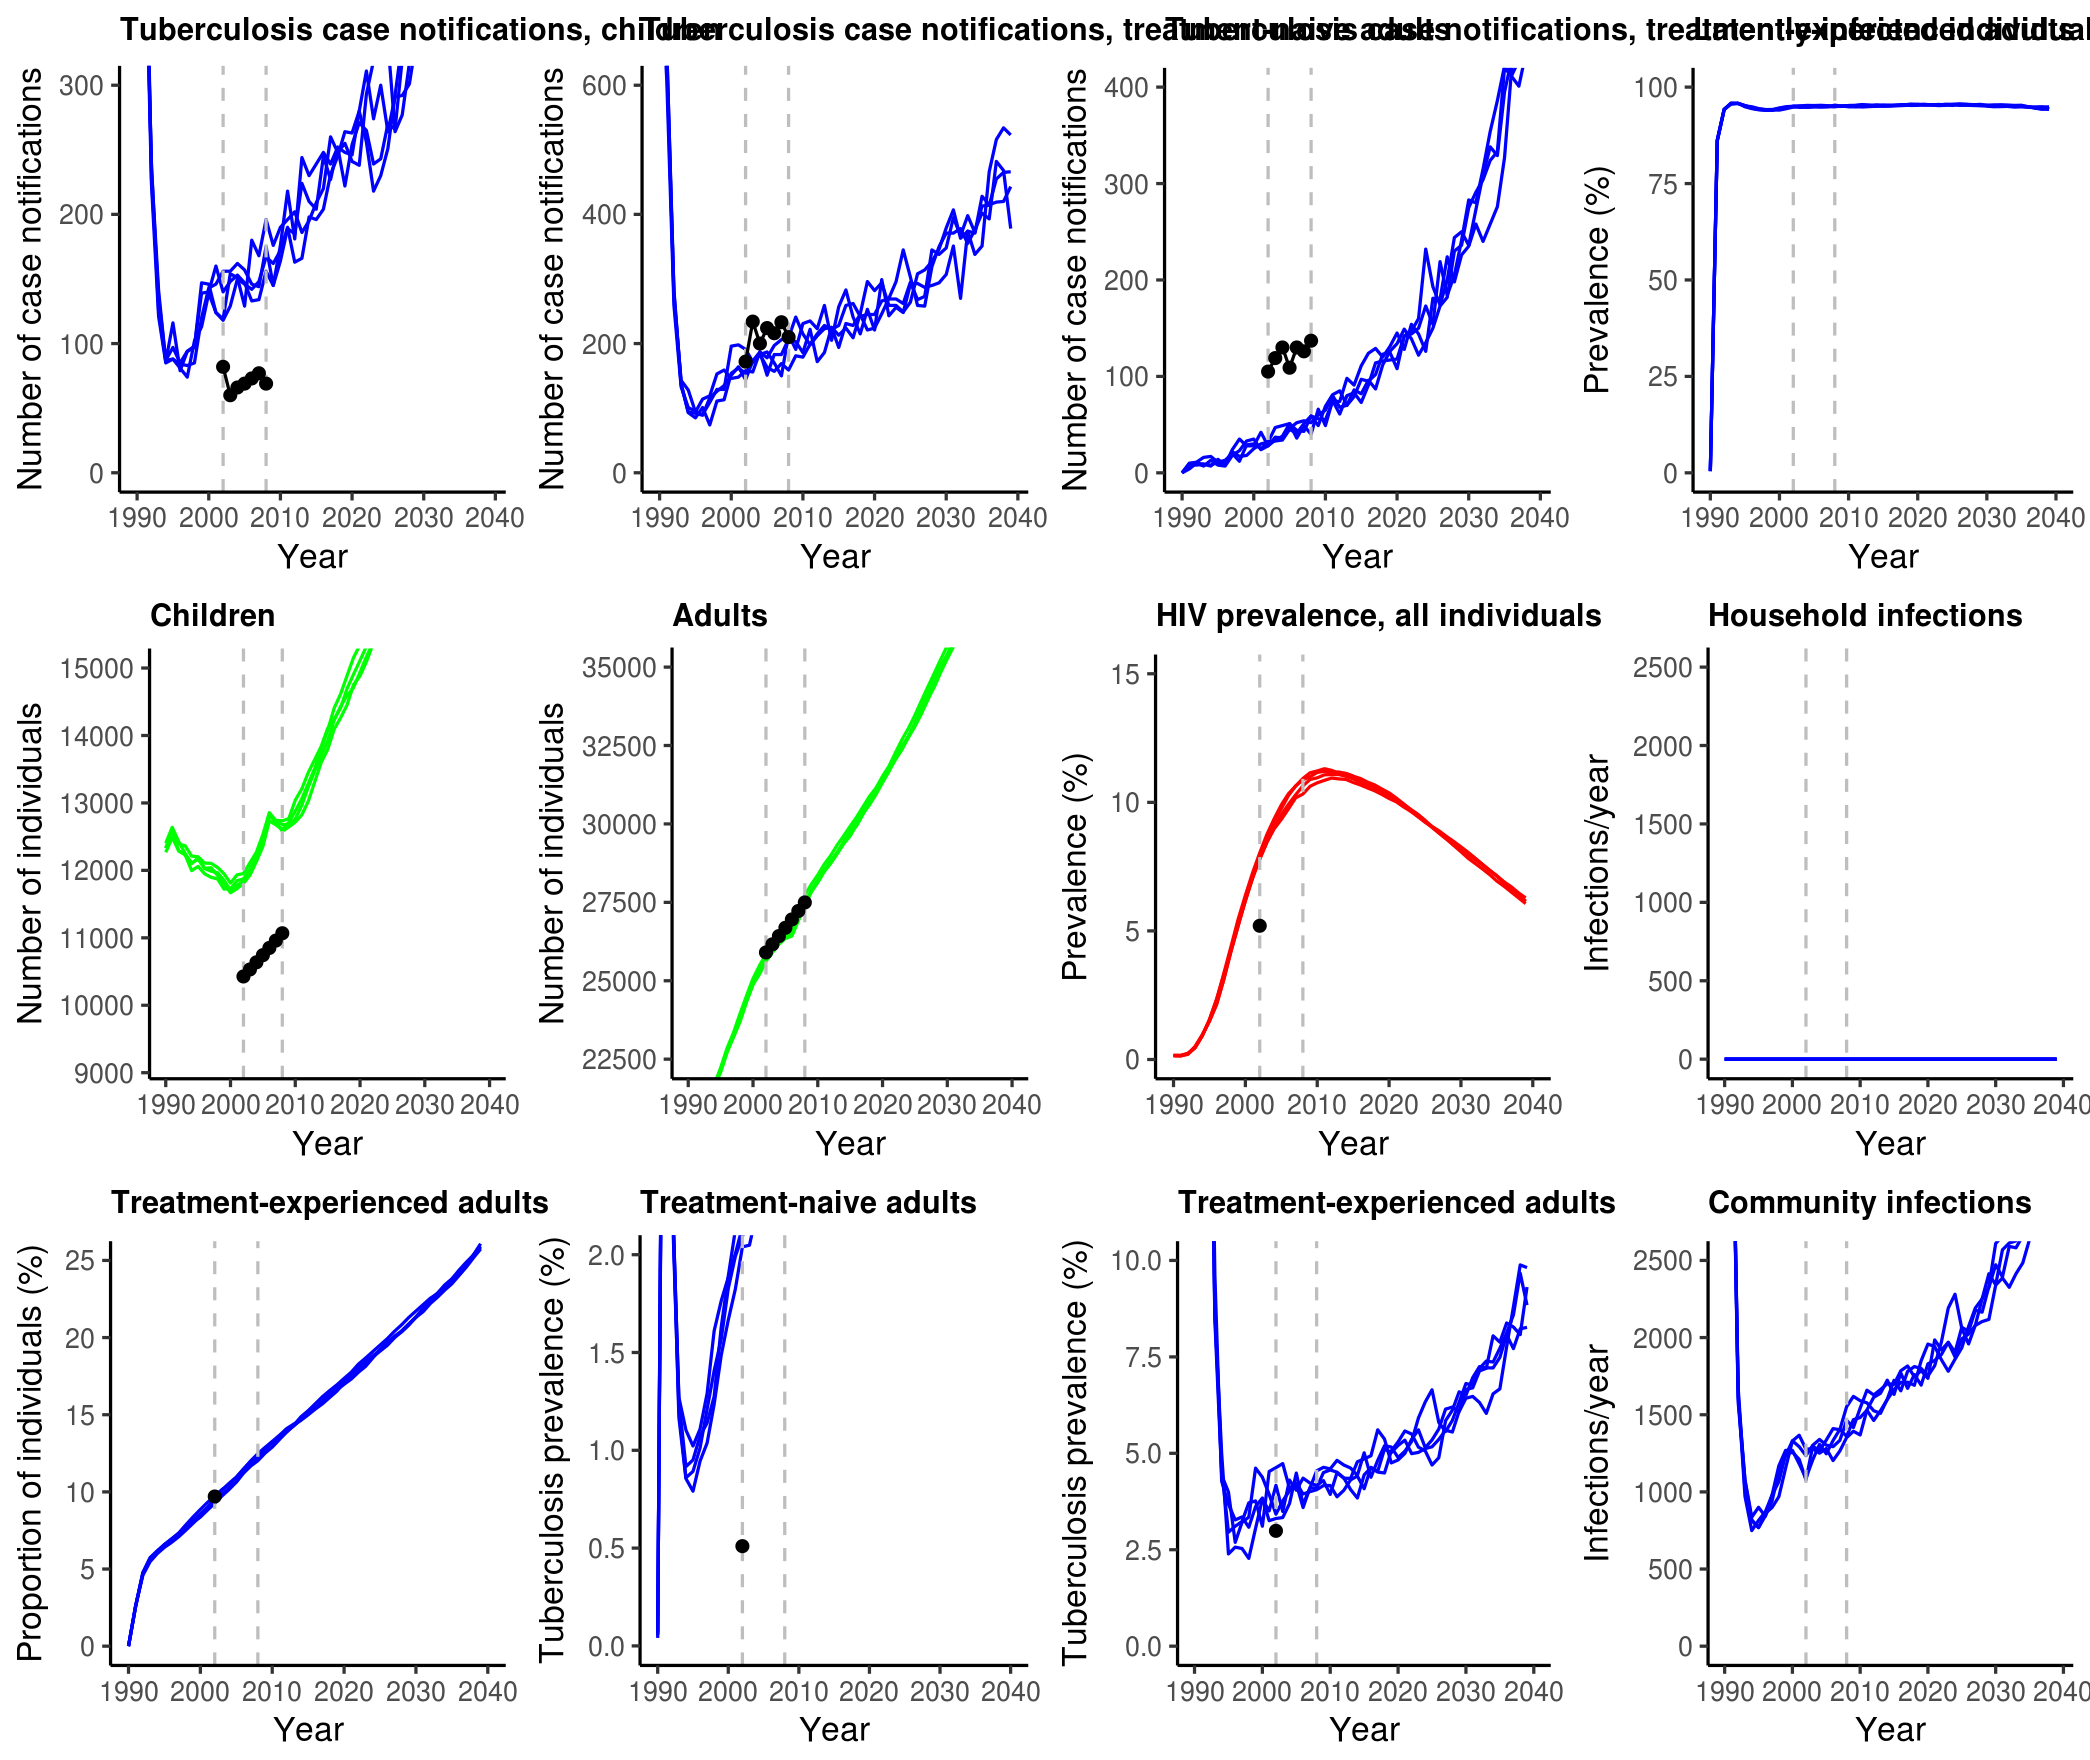 Tuberculosis case notifications, children
Tuberculosis case notifications, treatment-naive adults
Tuberculosis case notifications, treatment-experienced adults
Latently-infected individuals
Number of case notifications
300
200
100
0
1990 2000 2010 2020 2030 2040
Year
Number of case notifications
600
400
200
0
1990 2000 2010 2020 2030 2040
Year
Number of case notifications
400
300
200
100
0
1990 2000 2010 2020 2030 2040
Year
Prevalence (%)
100
75
50
25
0
1990 2000 2010 2020 2030 2040
Year
Children
Number of individuals
15000
14000
13000
12000
11000
10000
9000
1990 2000 2010 2020 2030 2040
Year
Adults
Number of individuals
35000
32500
30000
27500
25000
22500
1990 2000 2010 2020 2030 2040
Year
HIV prevalence, all individuals
Prevalence (%)
15
10
5
0
1990 2000 2010 2020 2030 2040
Year
Household infections
Infections/year
2500
2000
1500
1000
500
0
1990 2000 2010 2020 2030 2040
Year
Treatment-experienced adults
Proportion of individuals (%)
25
20
15
10
5
0
1990 2000 2010 2020 2030 2040
Year
Treatment-naive adults
Tuberculosis prevalence (%)
2.0
1.5
1.0
0.5
0.0
1990 2000 2010 2020 2030 2040
Year
Treatment-experienced adults
Tuberculosis prevalence (%)
10.0
7.5
5.0
2.5
0.0
1990 2000 2010 2020 2030 2040
Year
Community infections
Infections/year
2500
2000
1500
1000
500
0
1990 2000 2010 2020 2030 2040
Year